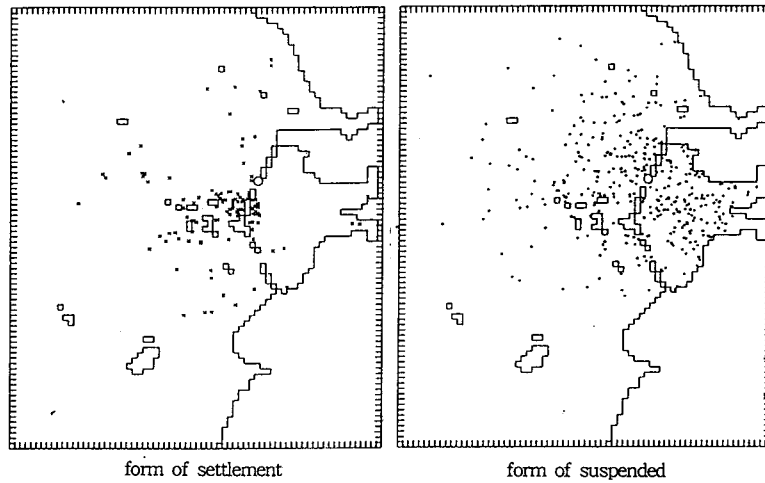 form of settlement
form of suspended